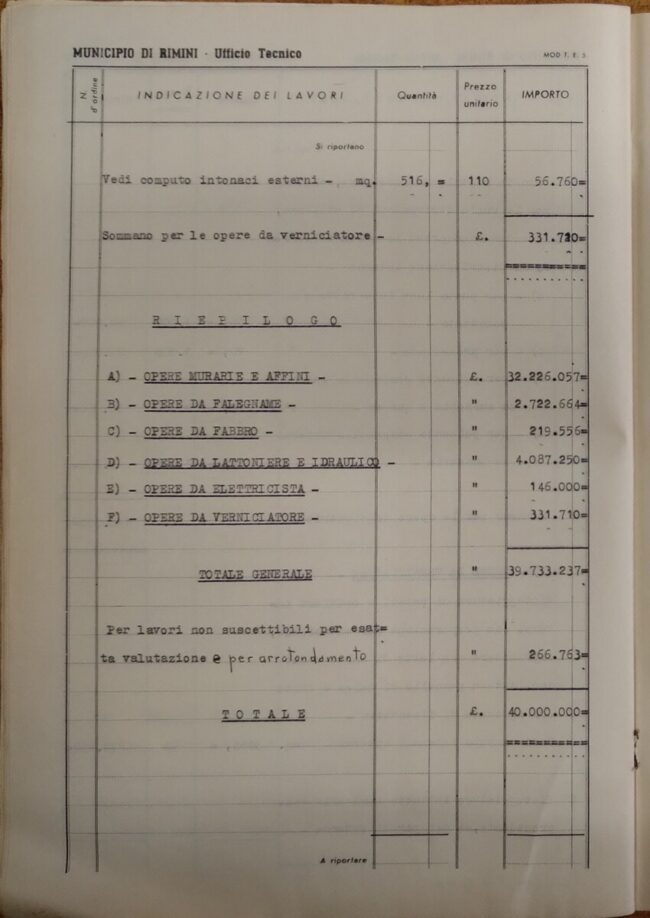 MUNICIPIO DI RIMINI - Ufficio Tecnico MOD T. E. 5
N. d'ordine INDICAZIONE DEI LAVORI Quantità Prezzo unitario IMPORTO
Si riportano
Vedi computo intonaci esterni - mq. 516, = 110 56.760=
Sommano per le opere da verniciatore - £. 331.710=
R I E P I L O G O
A) - OPERE MURARIE E AFFINI - £. 32.226.057=
B) - OPERE DA FALEGNAME - " 2.722.664=
C) - OPERE DA FABBRO - " 219.556=
D) - OPERE DA LATTONIERE E IDRAULICO - " 4.087.250=
E) - OPERE DA ELETTRICISTA - " 146.000=
F) - OPERE DA VERNICIATORE - " 331.710=
TOTALE GENERALE " 39.733.237=
Per lavori non suscettibili per esat=
ta valutazione e per arrotondamento " 266.763=
T O T A L E £. 40.000.000=
A riportare